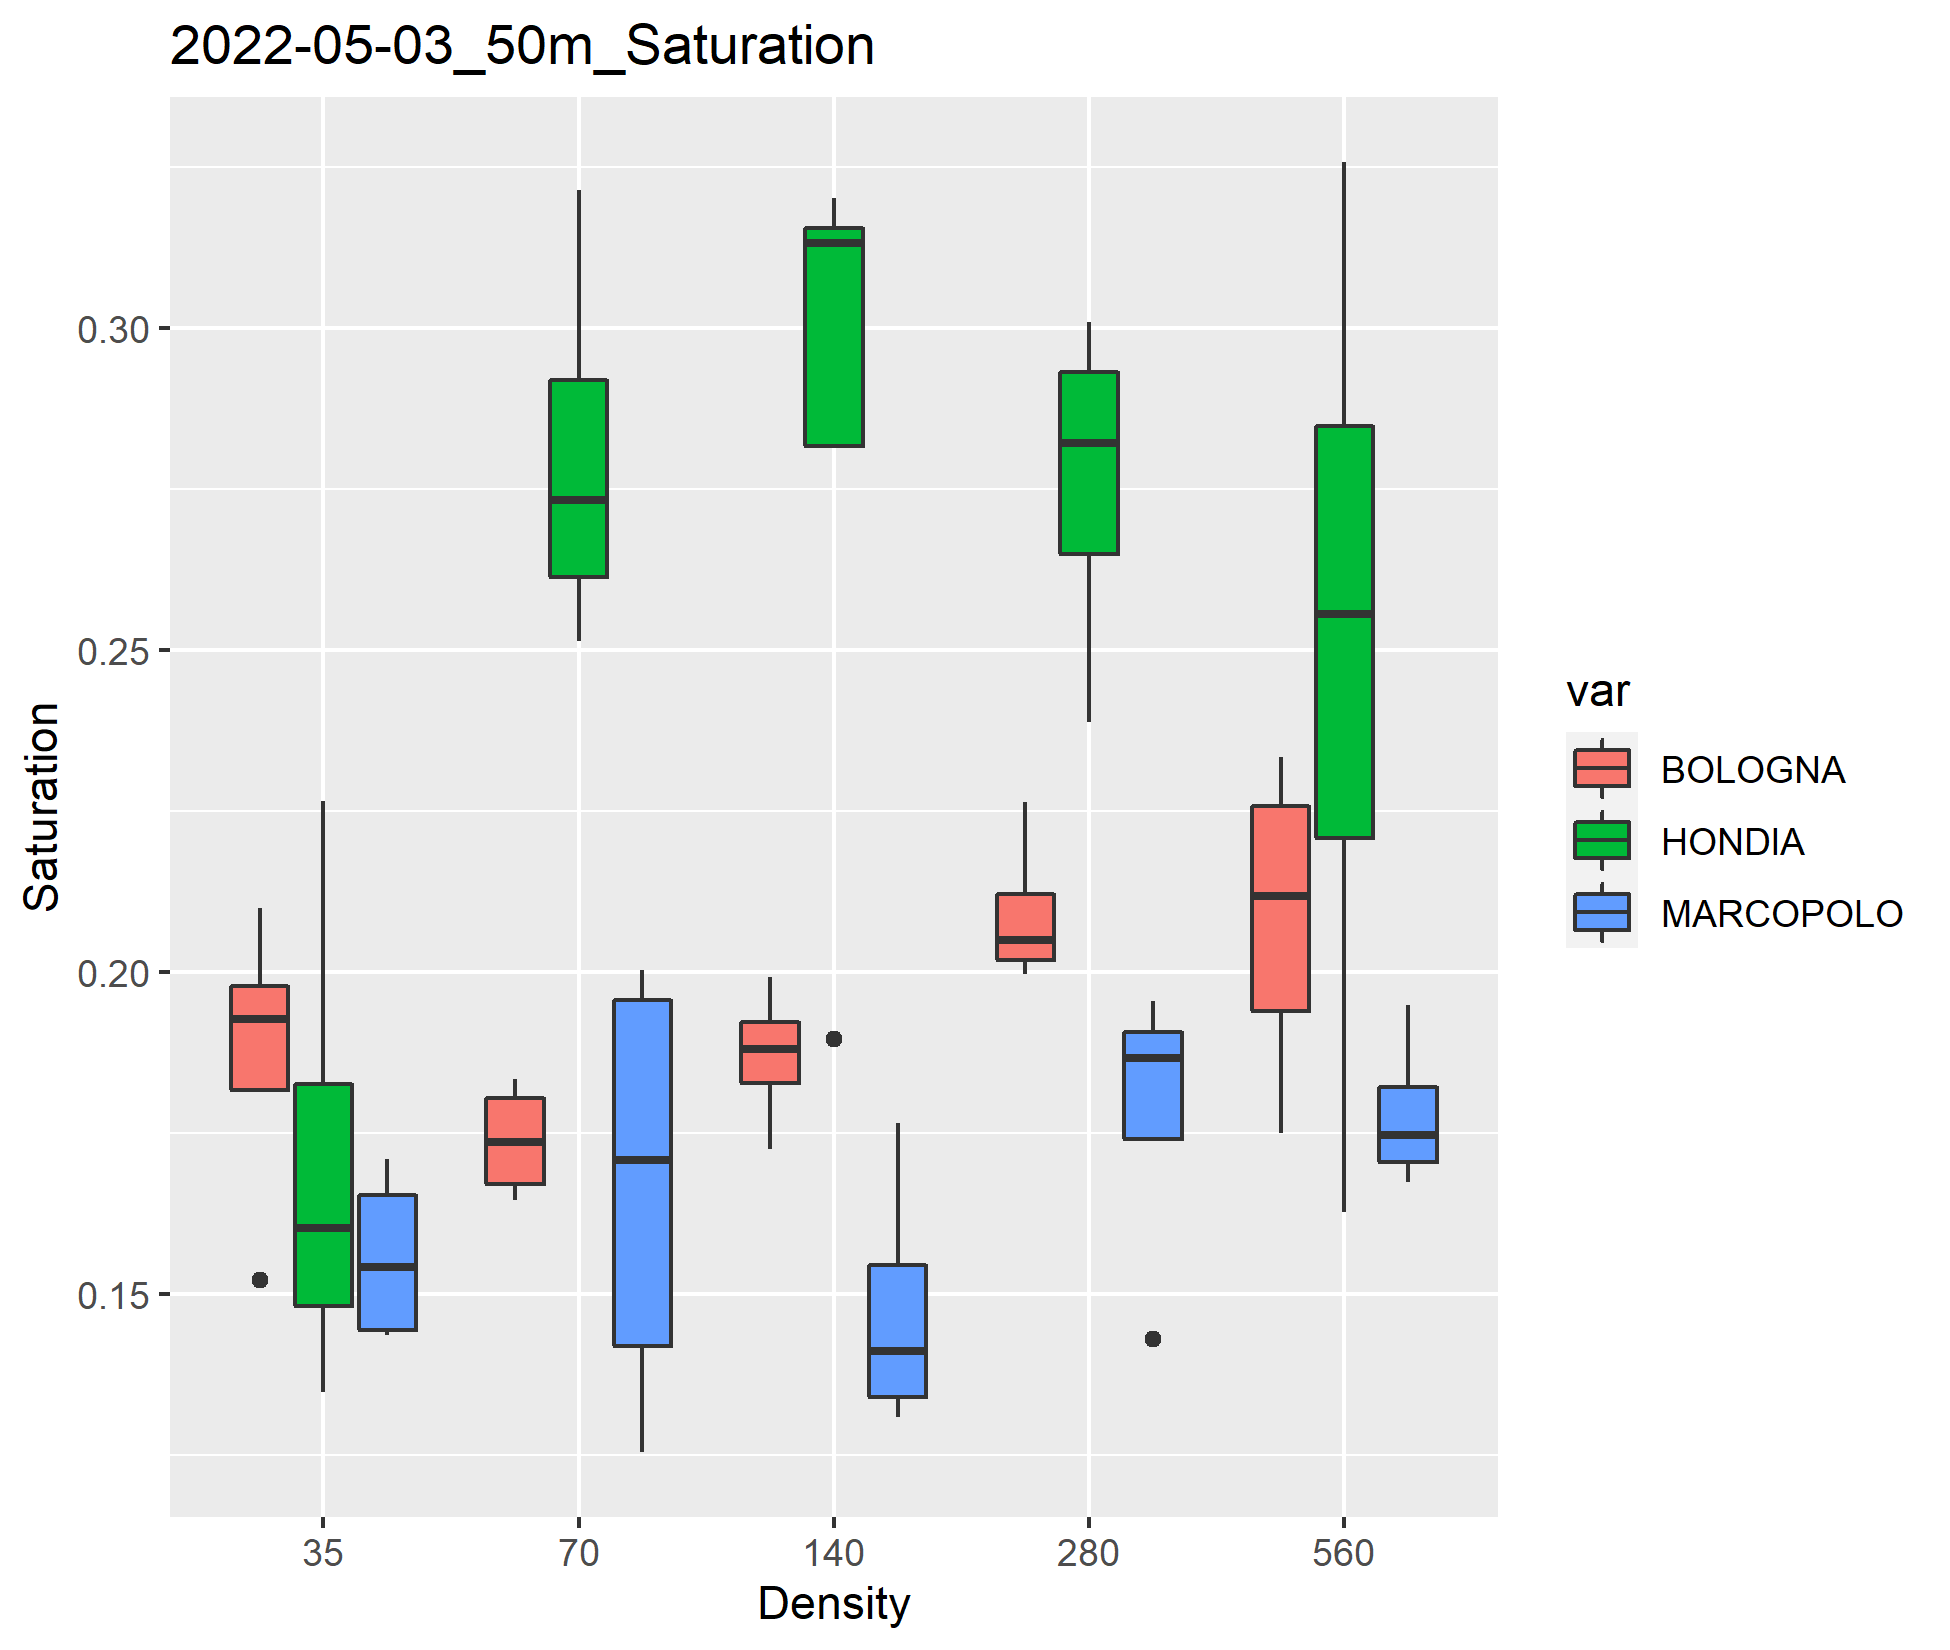 2022-05-03_50m_Saturation
Saturation
0.30
0.25
0.20
0.15
35 70 140 280 560
Density
var
BOLOGNA
HONDIA
MARCOPOLO